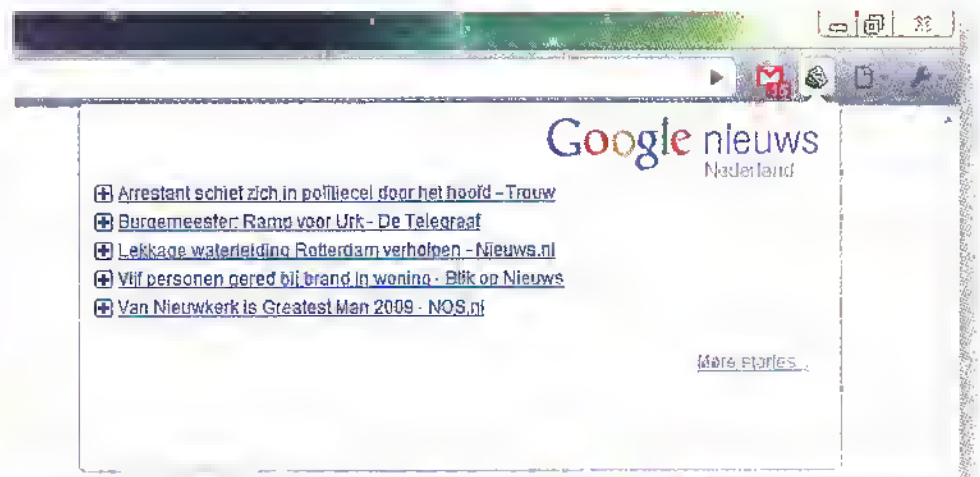 36
Google nieuws
Nederland
Arrestant schiet zich in politiecel door het hoofd - Trouw
Burgemeester: Ramp voor Urk - De Telegraaf
Lekkage waterleiding Rotterdam verholpen - Nieuws.nl
Vijf personen gered bij brand in woning - Blik op Nieuws
Van Nieuwkerk is Greatest Man 2009 - NOS.nl
More stories...